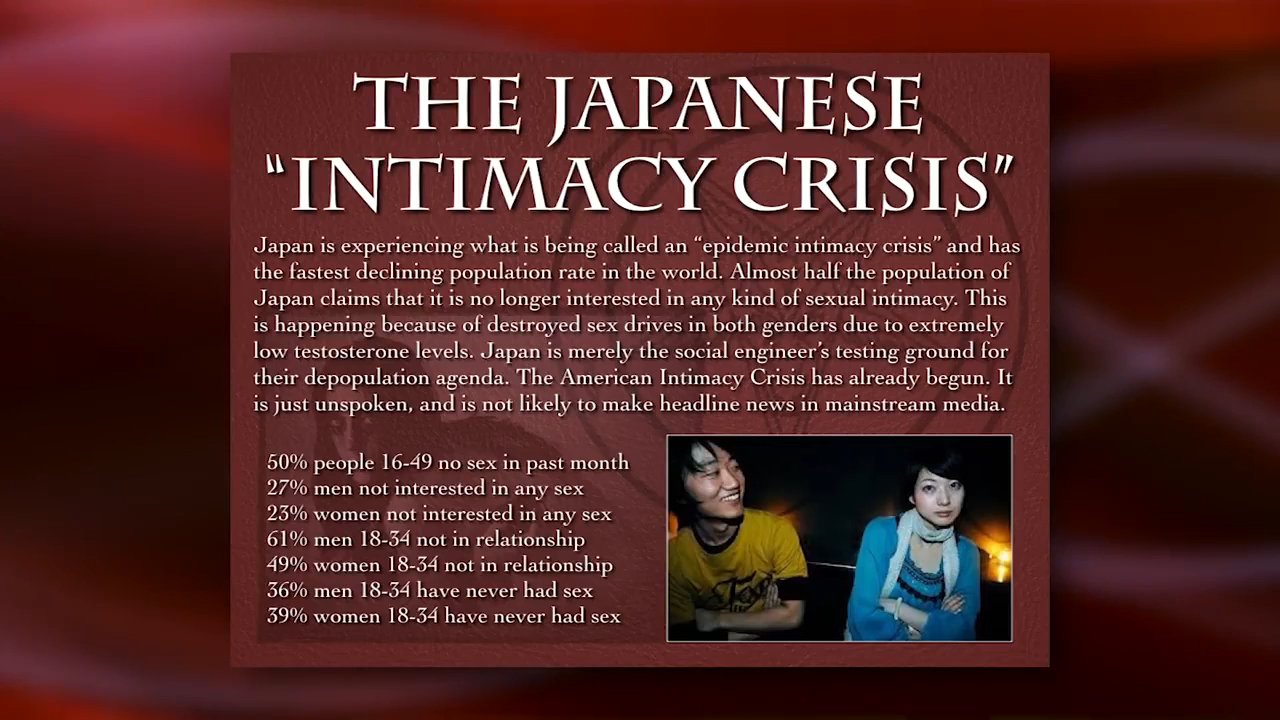 THE JAPANESE
“INTIMACY CRISIS”
Japan is experiencing what is being called an “epidemic intimacy crisis” and has
the fastest declining population rate in the world. Almost half the population of
Japan claims that it is no longer interested in any kind of sexual intimacy. This
is happening because of destroyed sex drives in both genders due to extremely
low testosterone levels. Japan is merely the social engineer’s testing ground for
their depopulation agenda. The American Intimacy Crisis has already begun. It
is just unspoken, and is not likely to make headline news in mainstream media.
50% people 16-49 no sex in past month
27% men not interested in any sex
23% women not interested in any sex
61% men 18-34 not in relationship
49% women 18-34 not in relationship
36% men 18-34 have never had sex
39% women 18-34 have never had sex